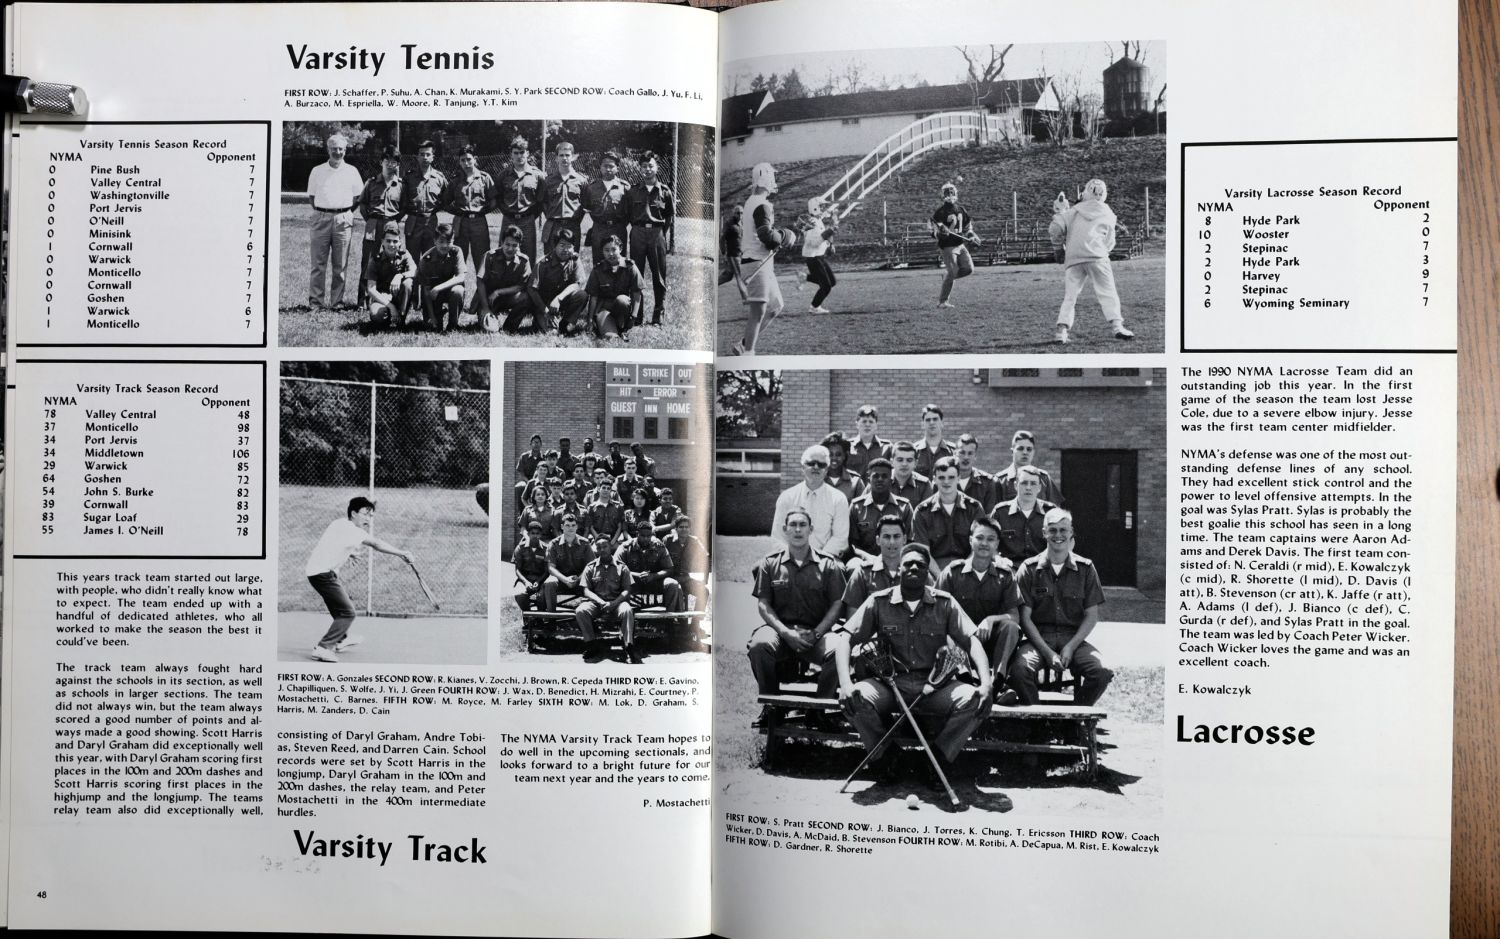 Varsity Tennis
FIRST ROW: J. Schaffer, P. Suhu, A. Chan, K. Murakami, S. Y. Park SECOND ROW: Coach Gallo, J. Yu, F. Li,
A. Burzaco, M. Espriella, W. Moore, R. Tanjung, Y.T. Kim
Varsity Tennis Season Record
NYMA Opponent
0 Pine Bush 7
0 Valley Central 7
0 Washingtonville 7
0 Port Jervis 7
0 O'Neill 7
0 Minisink 7
1 Cornwall 6
0 Warwick 7
0 Monticello 7
0 Cornwall 7
0 Goshen 7
1 Warwick 6
1 Monticello 7
Varsity Track Season Record
NYMA Opponent
78 Valley Central 48
37 Monticello 98
34 Port Jervis 37
34 Middletown 106
29 Warwick 85
64 Goshen 72
54 John S. Burke 82
39 Cornwall 83
83 Sugar Loaf 29
55 James I. O'Neill 78
BALL STRIKE OUT
HIT ERROR
GUEST INN HOME
This years track team started out large,
with people, who didn't really know what
to expect. The team ended up with a
handful of dedicated athletes, who all
worked to make the season the best it
could've been.
The track team always fought hard
against the schools in its section, as well
as schools in larger sections. The team
did not always win, but the team always
scored a good number of points and al-
ways made a good showing. Scott Harris
and Daryl Graham did exceptionally well
this year, with Daryl Graham scoring first
places in the 100m and 200m dashes and
Scott Harris scoring first places in the
highjump and the longjump. The teams
relay team also did exceptionally well,
FIRST ROW: A. Gonzales SECOND ROW: R. Kianes, V. Zocchi, J. Brown, R. Cepeda THIRD ROW: E. Gavino,
J. Chapilliquen, S. Wolfe, J. Yi, J. Green FOURTH ROW: J. Wax, D. Benedict, H. Mizrahi, E. Courtney, P.
Mostachetti, C. Barnes. FIFTH ROW: M. Royce, M. Farley SIXTH ROW: M. Lok, D. Graham, S.
Harris, M. Zanders, D. Cain
consisting of Daryl Graham, Andre Tobi-
as, Steven Reed, and Darren Cain. School
records were set by Scott Harris in the
longjump, Daryl Graham in the 100m and
200m dashes, the relay team, and Peter
Mostachetti in the 400m intermediate
hurdles.
The NYMA Varsity Track Team hopes to
do well in the upcoming sectionals, and
looks forward to a bright future for our
team next year and the years to come.
P. Mostachetti
Varsity Track
48
21
Varsity Lacrosse Season Record
NYMA Opponent
8 Hyde Park 2
10 Wooster 0
2 Stepinac 7
2 Hyde Park 3
0 Harvey 9
2 Stepinac 7
6 Wyoming Seminary 7
The 1990 NYMA Lacrosse Team did an
outstanding job this year. In the first
game of the season the team lost Jesse
Cole, due to a severe elbow injury. Jesse
was the first team center midfielder.
NYMA's defense was one of the most out-
standing defense lines of any school.
They had excellent stick control and the
power to level offensive attempts. In the
goal was Sylas Pratt. Sylas is probably the
best goalie this school has seen in a long
time. The team captains were Aaron Ad-
ams and Derek Davis. The first team con-
sisted of: N. Ceraldi (r mid), E. Kowalczyk
(c mid), R. Shorette (l mid), D. Davis (l
att), B. Stevenson (cr att), K. Jaffe (r att),
A. Adams (l def), J. Bianco (c def), C.
Gurda (r def), and Sylas Pratt in the goal.
The team was led by Coach Peter Wicker.
Coach Wicker loves the game and was an
excellent coach.
E. Kowalczyk
Lacrosse
FIRST ROW: S. Pratt SECOND ROW: J. Bianco, J. Torres, K. Chung, T. Ericsson THIRD ROW: Coach
Wicker, D. Davis, A. McDaid, B. Stevenson FOURTH ROW: M. Rotibi, A. DeCapua, M. Rist, E. Kowalczyk
FIFTH ROW: D. Gardner, R. Shorette